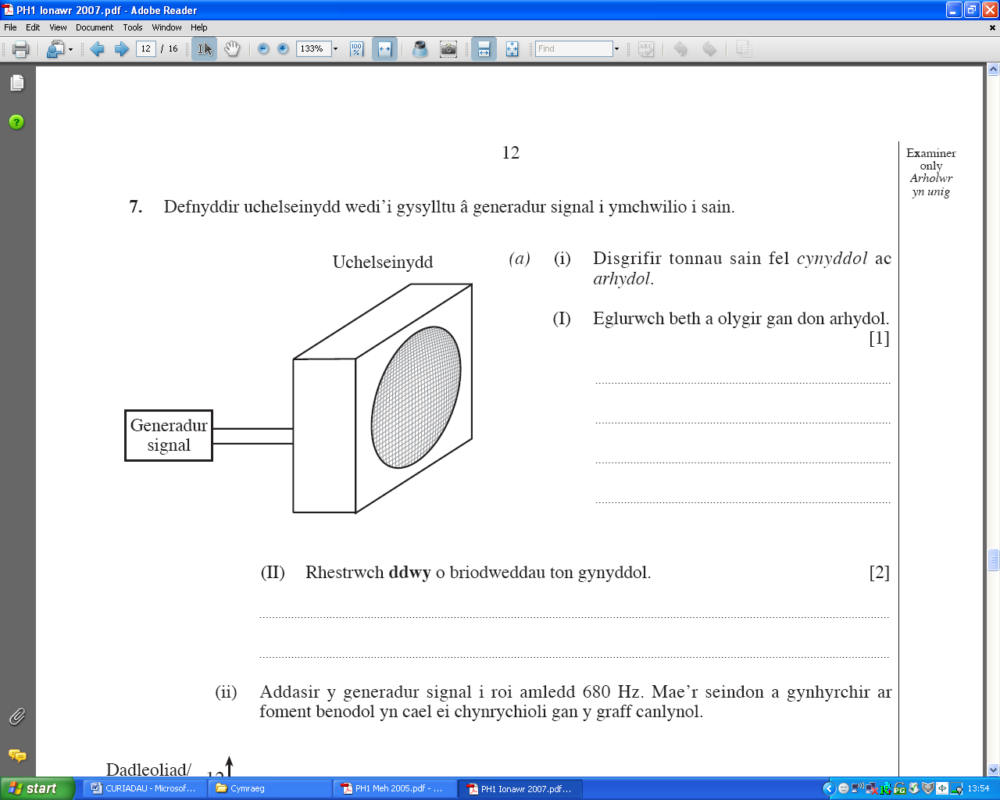 PH1 Ionawr 2007.pdf - Adobe Reader
File Edit View Document Tools Window Help
12 / 16 133% Find
12
Examiner
only
Arholwr
yn unig
7. Defnyddir uchelseinydd wedi’i gysylltu â generadur signal i ymchwilio i sain.
Uchelseinydd
Generadur
signal
(a) (i) Disgrifir tonnau sain fel cynyddol ac
arhydol.
(I) Eglurwch beth a olygir gan don arhydol.
[1]
(II) Rhestrwch ddwy o briodweddau ton gynyddol. [2]
(ii) Addasir y generadur signal i roi amledd 680 Hz. Mae’r seindon a gynhyrchir ar
foment benodol yn cael ei chynrychioli gan y graff canlynol.
Dadleoliad/
12
start CURIADAU - Microsof... Cymraeg PH1 Meh 2005.pdf - ... PH1 Ionawr 2007.pdf... 13:54